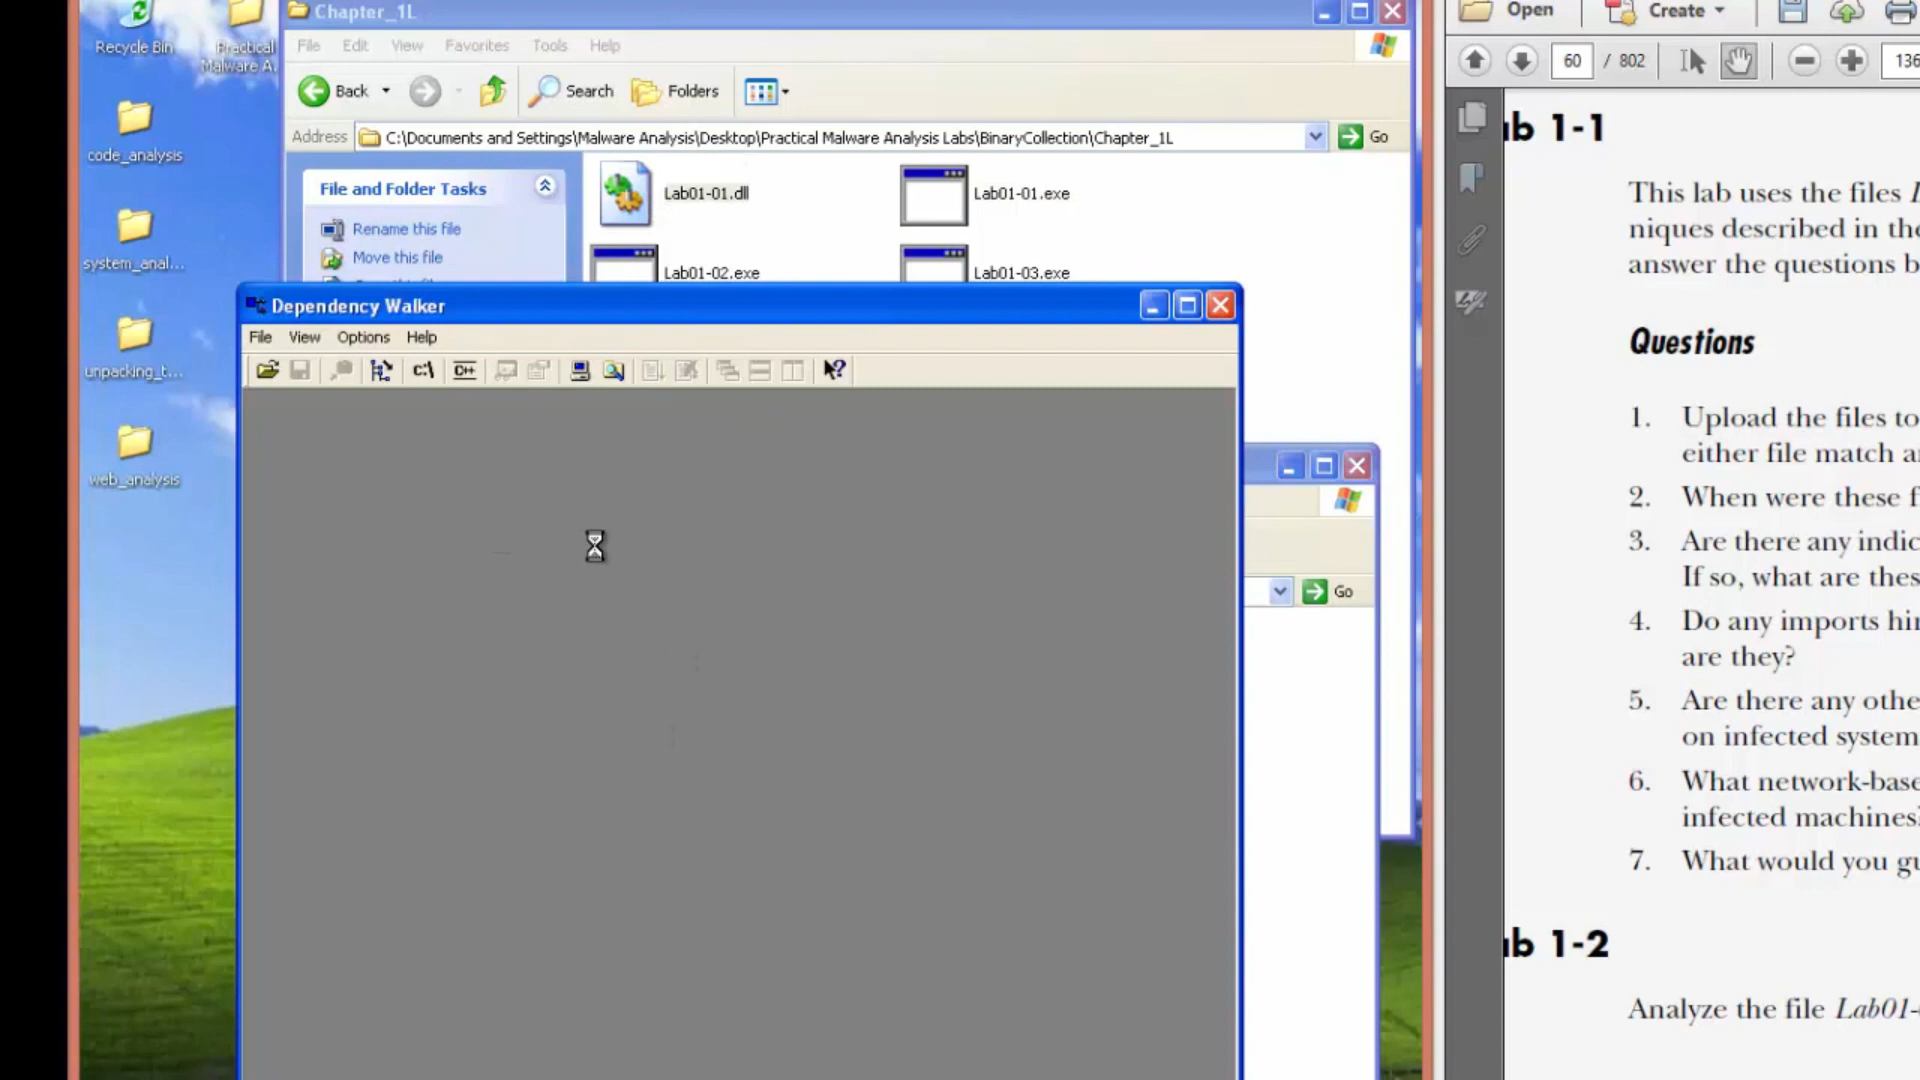 Recycle Bin
Practical
Malware A.
code_analysis
system_anal...
unpacking_t...
web_analysis
Chapter_1L
File Edit View Favorites Tools Help
Back Search Folders
Address C:\Documents and Settings\Malware Analysis\Desktop\Practical Malware Analysis Labs\BinaryCollection\Chapter_1L Go
File and Folder Tasks
Rename this file
Move this file
Lab01-01.dll Lab01-01.exe
Lab01-02.exe Lab01-03.exe
Dependency Walker
File View Options Help
c:\ C++
Go
Open Create
60 / 802 136
ab 1-1
This lab uses the files L
niques described in the
answer the questions b
Questions
1. Upload the files to
either file match a
2. When were these f
3. Are there any indic
If so, what are thes
4. Do any imports hin
are they?
5. Are there any othe
on infected system
6. What network-base
infected machines?
7. What would you gu
ab 1-2
Analyze the file Lab01-